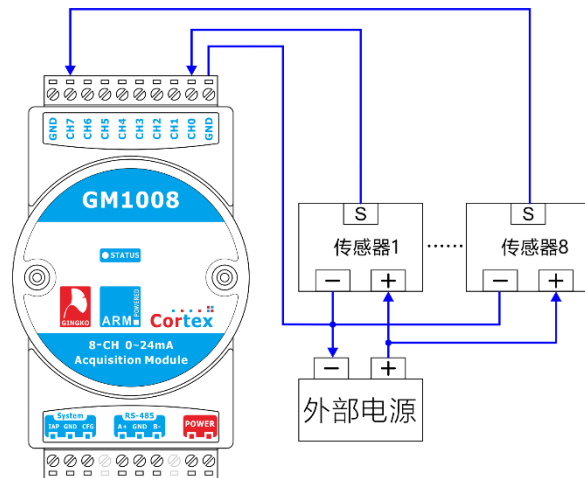 GND CH7 CH6 CH5 CH4 CH3 CH2 CH1 CH0 GND
GM1008
STATUS
GINGKO
ARM POWERED
Cortex
8-CH 0~24mA
Acquisition Module
System RS-485 POWER
IAP GND CFG A+ GND B-
S S
传感器1 …… 传感器8
− + − +
− +
外部电源